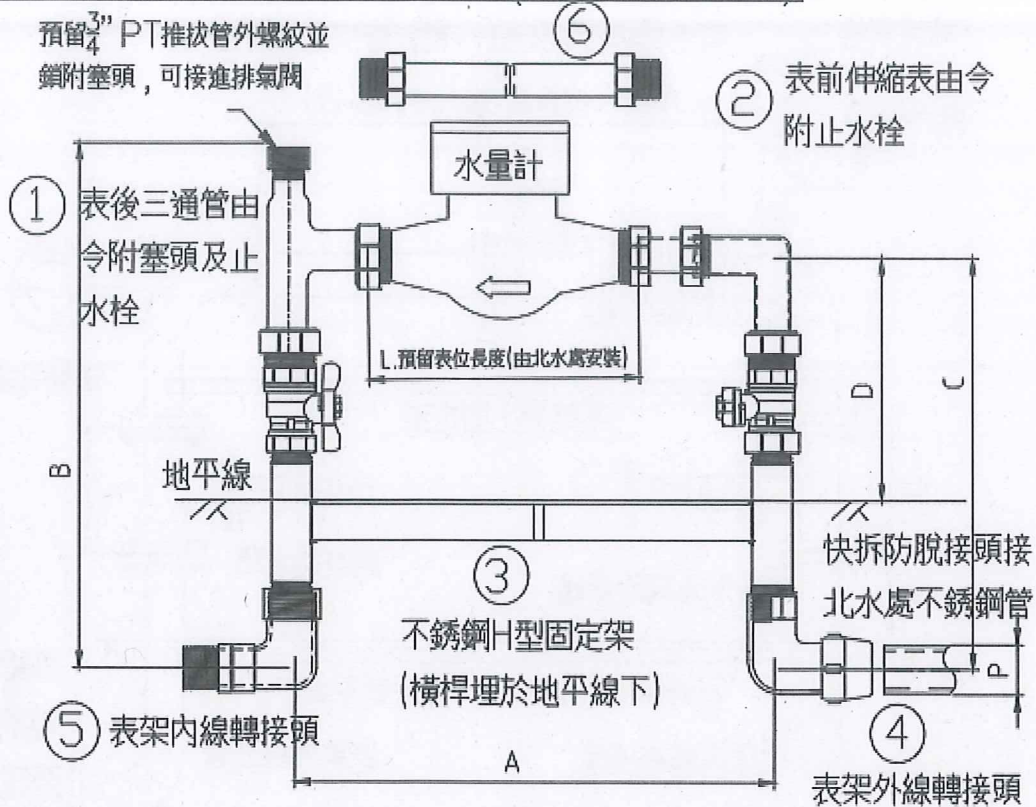 預留3/4" PT推拔管外螺紋並
鎖附塞頭，可接進排氣閥
⑥
② 表前伸縮表由令
附止水栓
水量計
① 表後三通管由
令附塞頭及止
水栓
L.預留表位長度(由北水處安裝)
B
D
C
地平線
③
不銹鋼H型固定架
(橫桿埋於地平線下)
快拆防脫接頭接
北水處不銹鋼管
P
⑤ 表架內線轉接頭
A
④
表架外線轉接頭